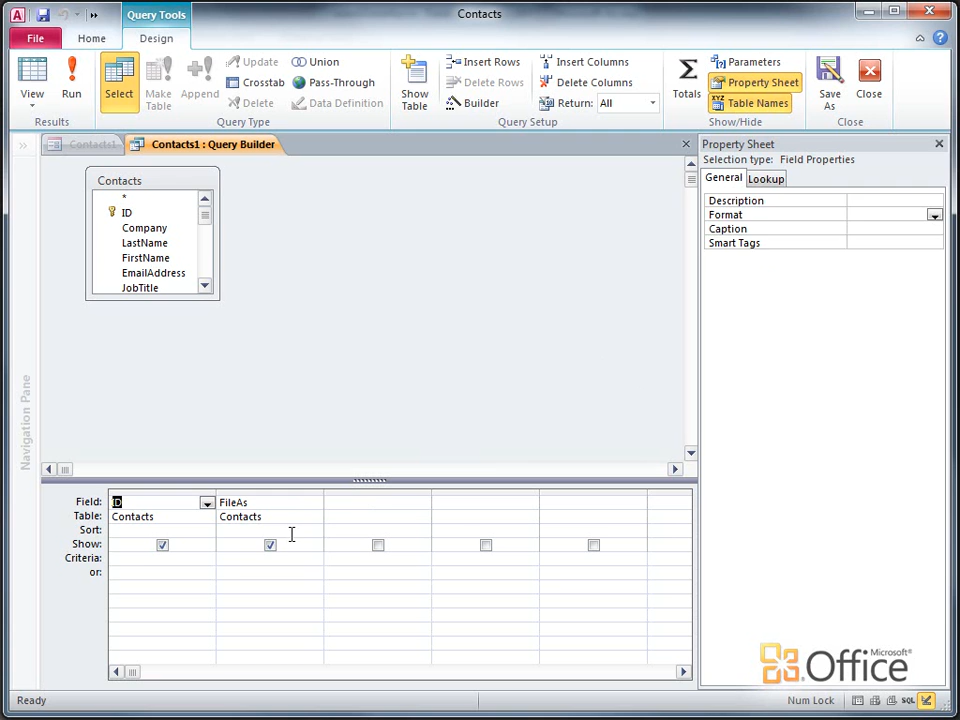 Query Tools
Contacts
File
Home
Design
View
Run
Select
Make
Table
Append
Update
Crosstab
Delete
Union
Pass-Through
Data Definition
Show
Table
Insert Rows
Delete Rows
Builder
Insert Columns
Delete Columns
Return: All
Totals
Parameters
Property Sheet
XYZ Table Names
Save
As
Close
Results
Query Type
Query Setup
Show/Hide
Close
Contacts1
Contacts1 : Query Builder
Property Sheet
Selection type: Field Properties
General
Lookup
Description
Format
Caption
Smart Tags
Contacts
*
ID
Company
LastName
FirstName
EmailAddress
JobTitle
Navigation Pane
Field: ID FileAs
Table: Contacts Contacts
Sort:
Show:
Criteria:
or:
Microsoft®
Office
Ready
Num Lock
SQL